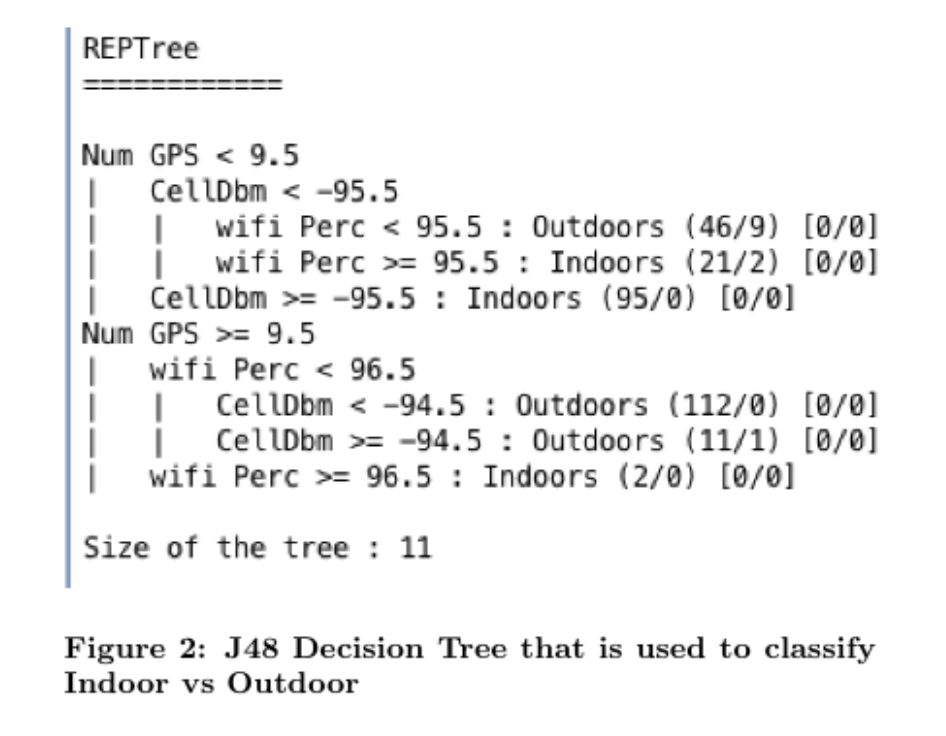 REPTree
============
Num GPS < 9.5
|   CellDbm < -95.5
|   |   wifi Perc < 95.5 : Outdoors (46/9) [0/0]
|   |   wifi Perc >= 95.5 : Indoors (21/2) [0/0]
|   CellDbm >= -95.5 : Indoors (95/0) [0/0]
Num GPS >= 9.5
|   wifi Perc < 96.5
|   |   CellDbm < -94.5 : Outdoors (112/0) [0/0]
|   |   CellDbm >= -94.5 : Outdoors (11/1) [0/0]
|   wifi Perc >= 96.5 : Indoors (2/0) [0/0]
Size of the tree : 11
Figure 2: J48 Decision Tree that is used to classify
Indoor vs Outdoor